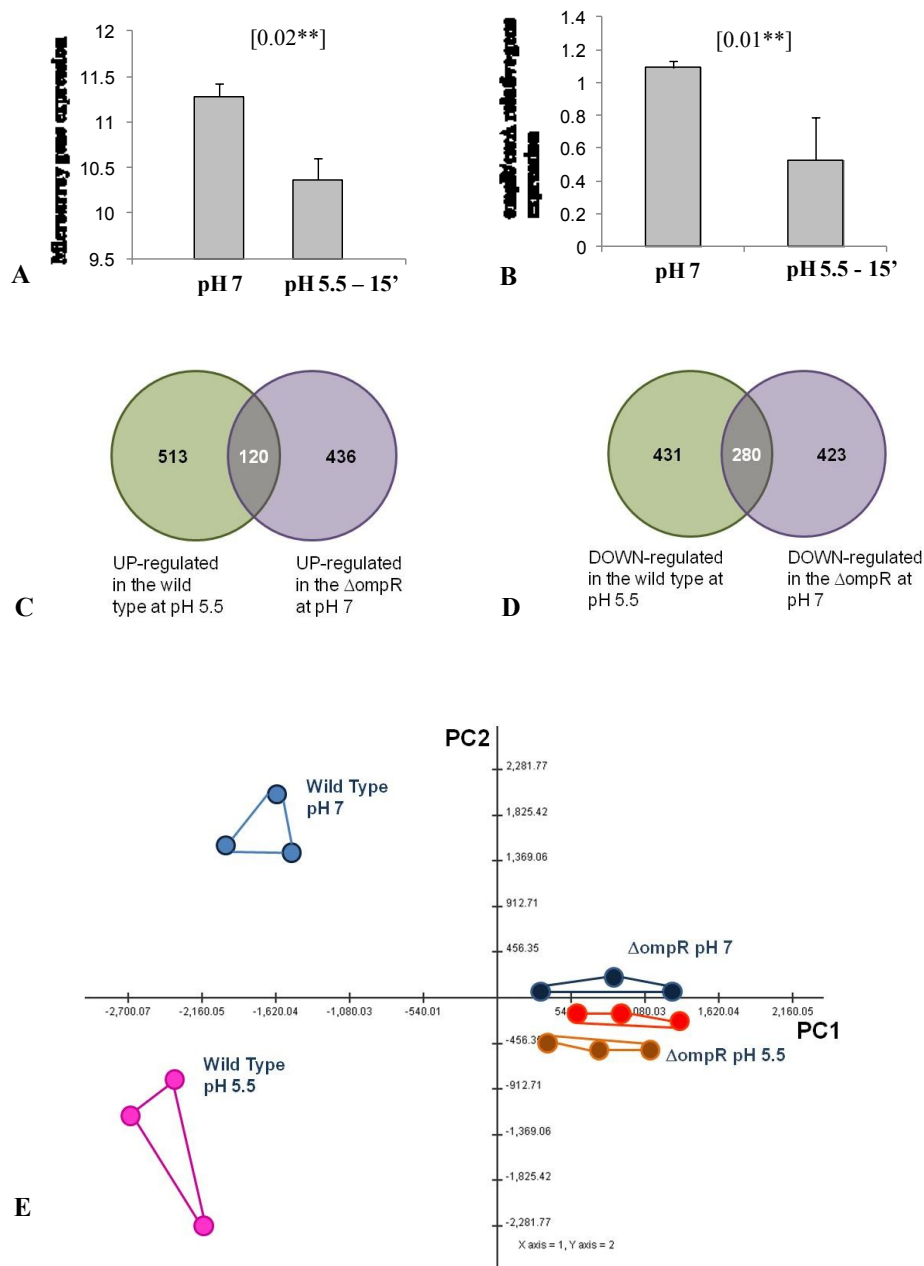 [0.02**]
12
11.5
11
10.5
10
9.5
Microarray gene expression
pH 7
pH 5.5 – 15’
A
[0.01**]
1.4
1.2
1
0.8
0.6
0.4
0.2
0
relative gene
Expression
pH 7
pH 5.5 - 15’
B
513
120
436
UP-regulated
in the wild
type at pH 5.5
UP-regulated
in the ΔompR
at pH 7
C
431
280
423
DOWN-regulated
in the wild type at
pH 5.5
DOWN-regulated
in the ΔompR at
pH 7
D
PC2
2,281.77
1,825.42
1,369.06
912.71
456.35
Wild Type
pH 7
ΔompR pH 7
-2,700.07
-2,160.05
-1,620.04
-1,080.03
-540.01
1,620.04
2,160.05
PC1
ΔompR pH 5.5
Wild Type
pH 5.5
-912.71
-1,369.06
-1,825.42
-2,281.77
E
X axis = 1, Y axis = 2